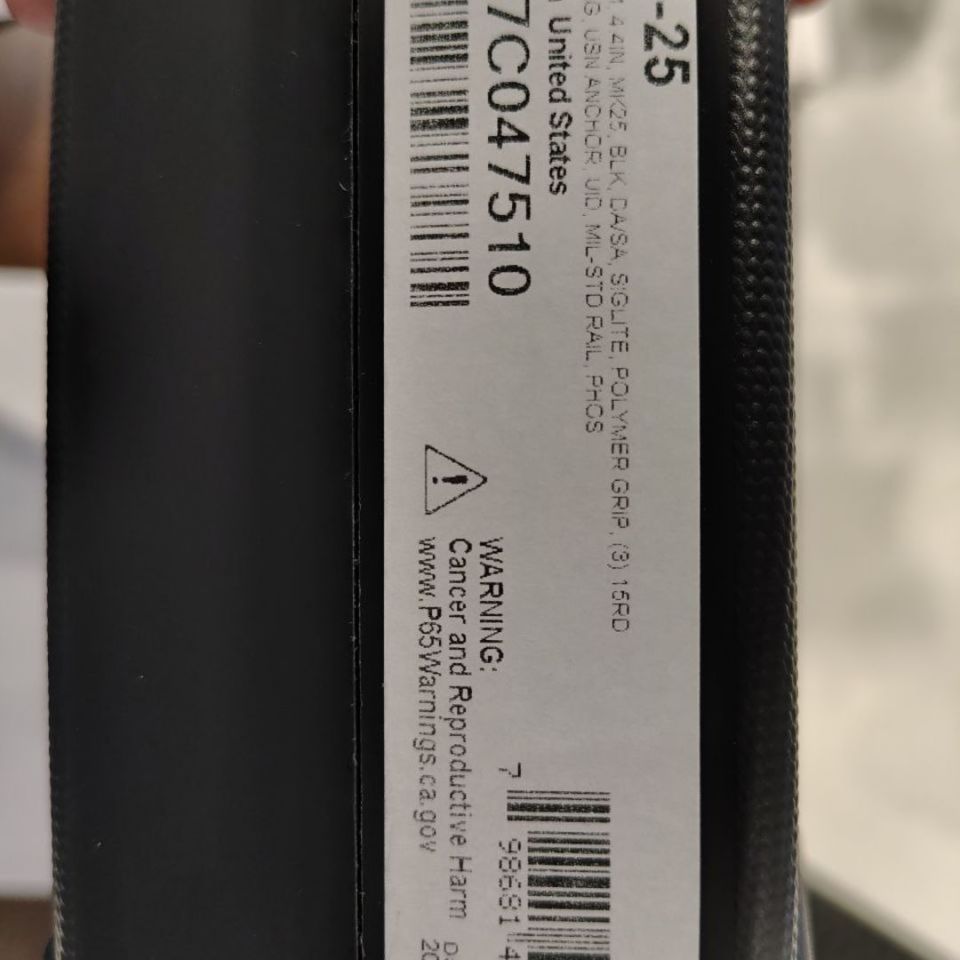 -25
4.4IN, MK25, BLK, DA/SA, SIGLITE, POLYMER GRIP, (3) 15RD
G, USN ANCHOR, UID, MIL-STD RAIL, PHOS
United States
7C047510
WARNING:
Cancer and Reproductive Harm
www.P65Warnings.ca.gov
7 98681 4